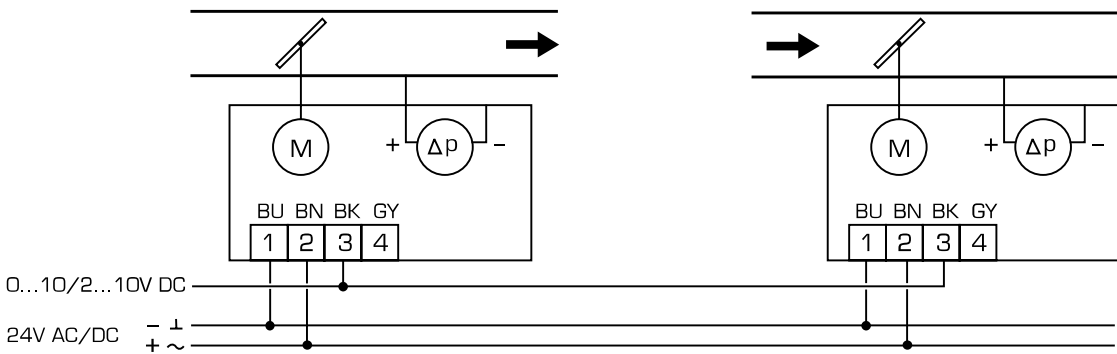 M + Δp − M + Δp −
BU BN BK GY BU BN BK GY
1 2 3 4 1 2 3 4
0...10/2...10V DC
24V AC/DC − ⊥
+ ~